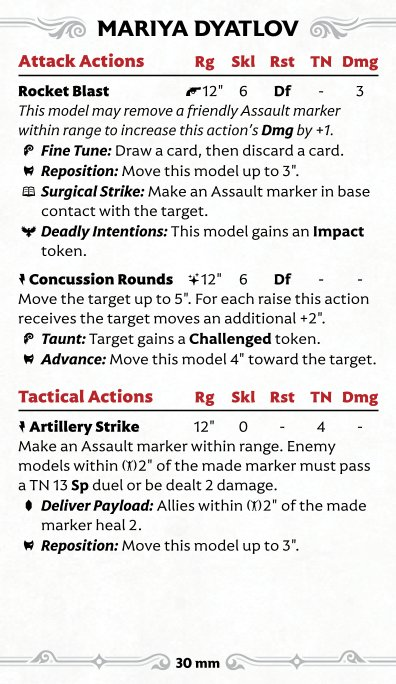 MARIYA DYATLOV
Attack Actions Rg Skl Rst TN Dmg
Rocket Blast 12" 6 Df - 3
This model may remove a friendly Assault marker
within range to increase this action's Dmg by +1.
Fine Tune: Draw a card, then discard a card.
Reposition: Move this model up to 3".
Surgical Strike: Make an Assault marker in base
contact with the target.
Deadly Intentions: This model gains an Impact
token.
Concussion Rounds 12" 6 Df - -
Move the target up to 5". For each raise this action
receives the target moves an additional +2".
Taunt: Target gains a Challenged token.
Advance: Move this model 4" toward the target.
Tactical Actions Rg Skl Rst TN Dmg
Artillery Strike 12" 0 - 4 -
Make an Assault marker within range. Enemy
models within 2" of the made marker must pass
a TN 13 Sp duel or be dealt 2 damage.
Deliver Payload: Allies within 2" of the made
marker heal 2.
Reposition: Move this model up to 3".
30 mm